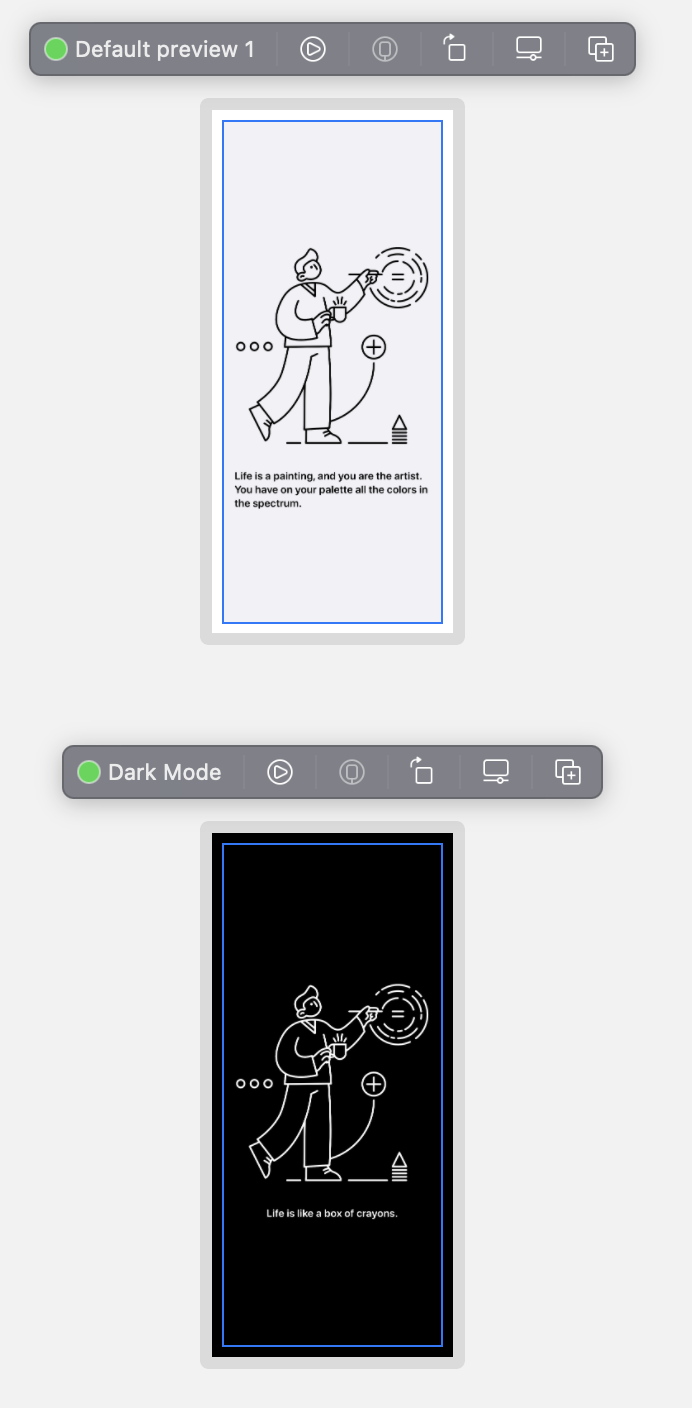 Default preview 1
Life is a painting, and you are the artist.
You have on your palette all the colors in
the spectrum.
Dark Mode
Life is like a box of crayons.